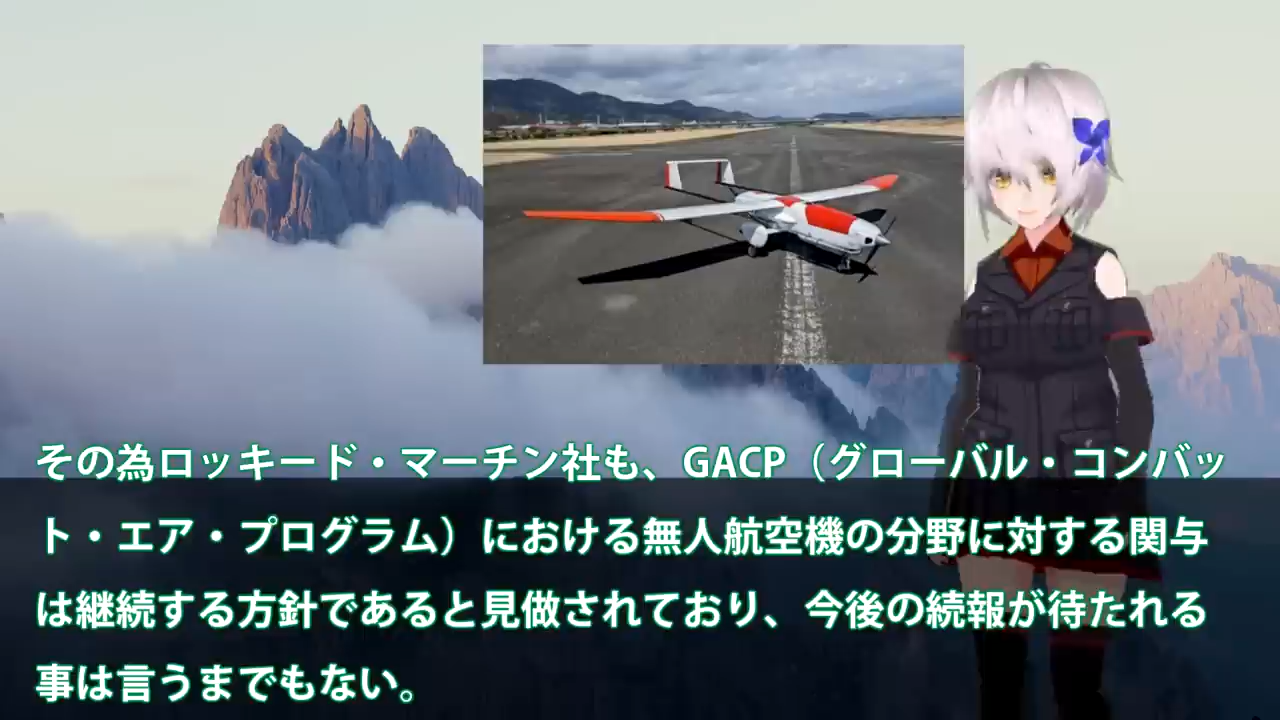 その為ロッキード・マーチン社も、GACP（グローバル・コンバッ
ト・エア・プログラム）における無人航空機の分野に対する関与
は継続する方針であると見做されており、今後の続報が待たれる
事は言うまでもない。